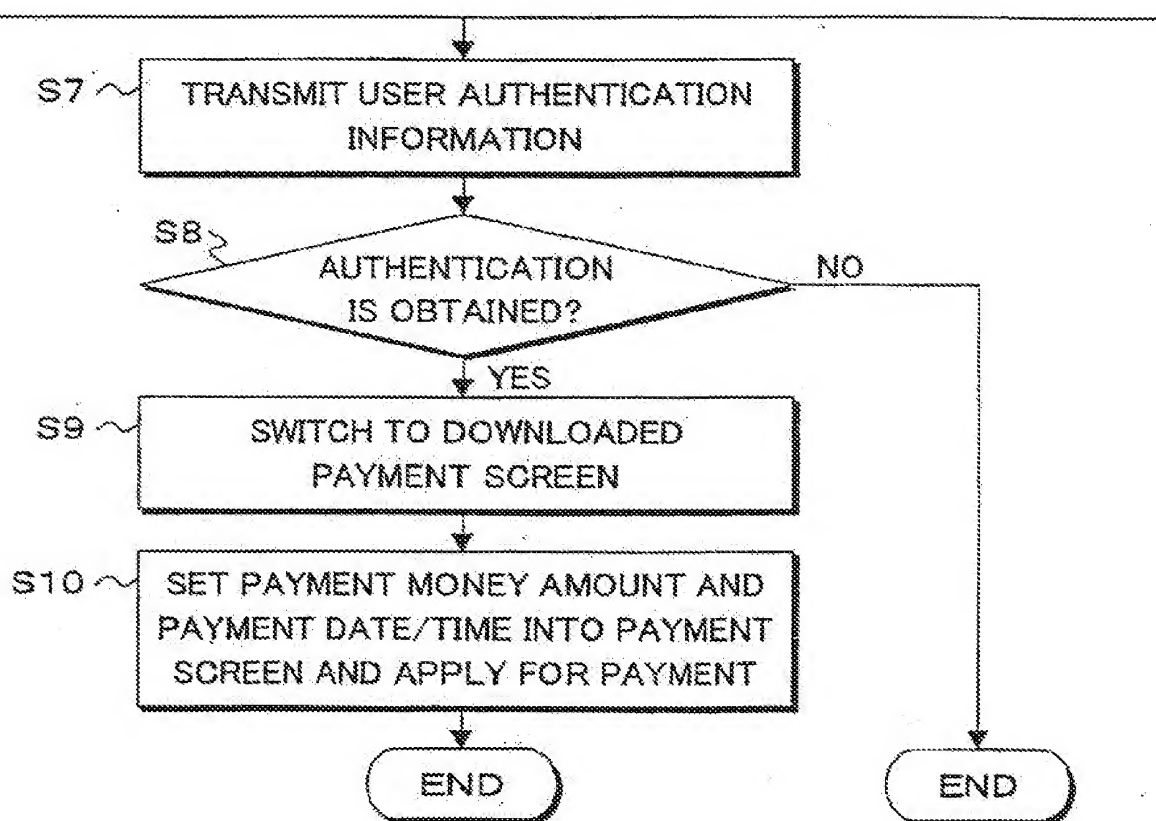 S7
TRANSMIT USER AUTHENTICATION
INFORMATION
S8
AUTHENTICATION
IS OBTAINED?
NO
YES
S9
SWITCH TO DOWNLOADED
PAYMENT SCREEN
S10
SET PAYMENT MONEY AMOUNT AND
PAYMENT DATE/TIME INTO PAYMENT
SCREEN AND APPLY FOR PAYMENT
END
END